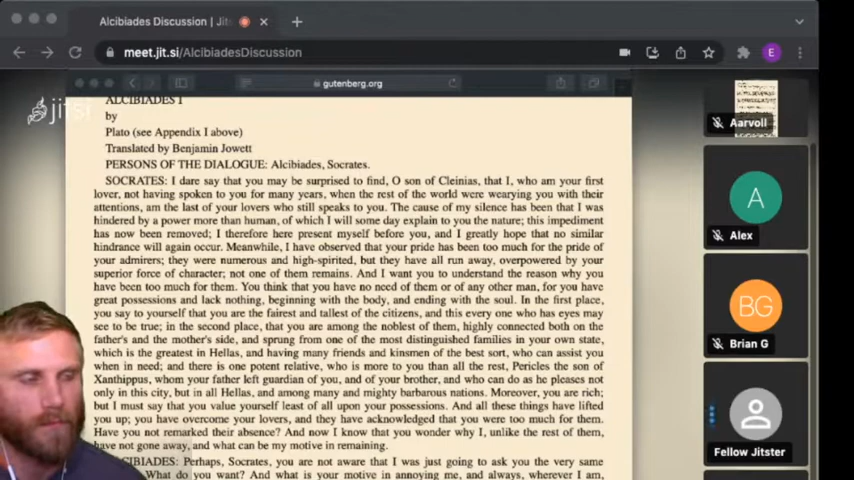 Alcibiades Discussion | Jit
meet.jit.si/AlcibiadesDiscussion
E
gutenberg.org
jitsi
ALCIBIADES I
by
Plato (see Appendix I above)
Translated by Benjamin Jowett
PERSONS OF THE DIALOGUE: Alcibiades, Socrates.
SOCRATES: I dare say that you may be surprised to find, O son of Cleinias, that I, who am your first
lover, not having spoken to you for many years, when the rest of the world were wearying you with their
attentions, am the last of your lovers who still speaks to you. The cause of my silence has been that I was
hindered by a power more than human, of which I will some day explain to you the nature; this impediment
has now been removed; I therefore here present myself before you, and I greatly hope that no similar
hindrance will again occur. Meanwhile, I have observed that your pride has been too much for the pride of
your admirers; they were numerous and high-spirited, but they have all run away, overpowered by your
superior force of character; not one of them remains. And I want you to understand the reason why you
have been too much for them. You think that you have no need of them or of any other man, for you have
great possessions and lack nothing, beginning with the body, and ending with the soul. In the first place,
you say to yourself that you are the fairest and tallest of the citizens, and this every one who has eyes may
see to be true; in the second place, that you are among the noblest of them, highly connected both on the
father's and the mother's side, and sprung from one of the most distinguished families in your own state,
which is the greatest in Hellas, and having many friends and kinsmen of the best sort, who can assist you
when in need; and there is one potent relative, who is more to you than all the rest, Pericles the son of
Xanthippus, whom your father left guardian of you, and of your brother, and who can do as he pleases not
only in this city, but in all Hellas, and among many and mighty barbarous nations. Moreover, you are rich;
but I must say that you value yourself least of all upon your possessions. And all these things have lifted
you up; you have overcome your lovers, and they have acknowledged that you were too much for them.
Have you not remarked their absence? And now I know that you wonder why I, unlike the rest of them,
have not gone away, and what can be my motive in remaining.
CIBIADES: Perhaps, Socrates, you are not aware that I was just going to ask you the very same
What do you want? And what is your motive in annoying me, and always, wherever I am,
Aarvoll
A
Alex
BG
Brian G
Fellow Jitster